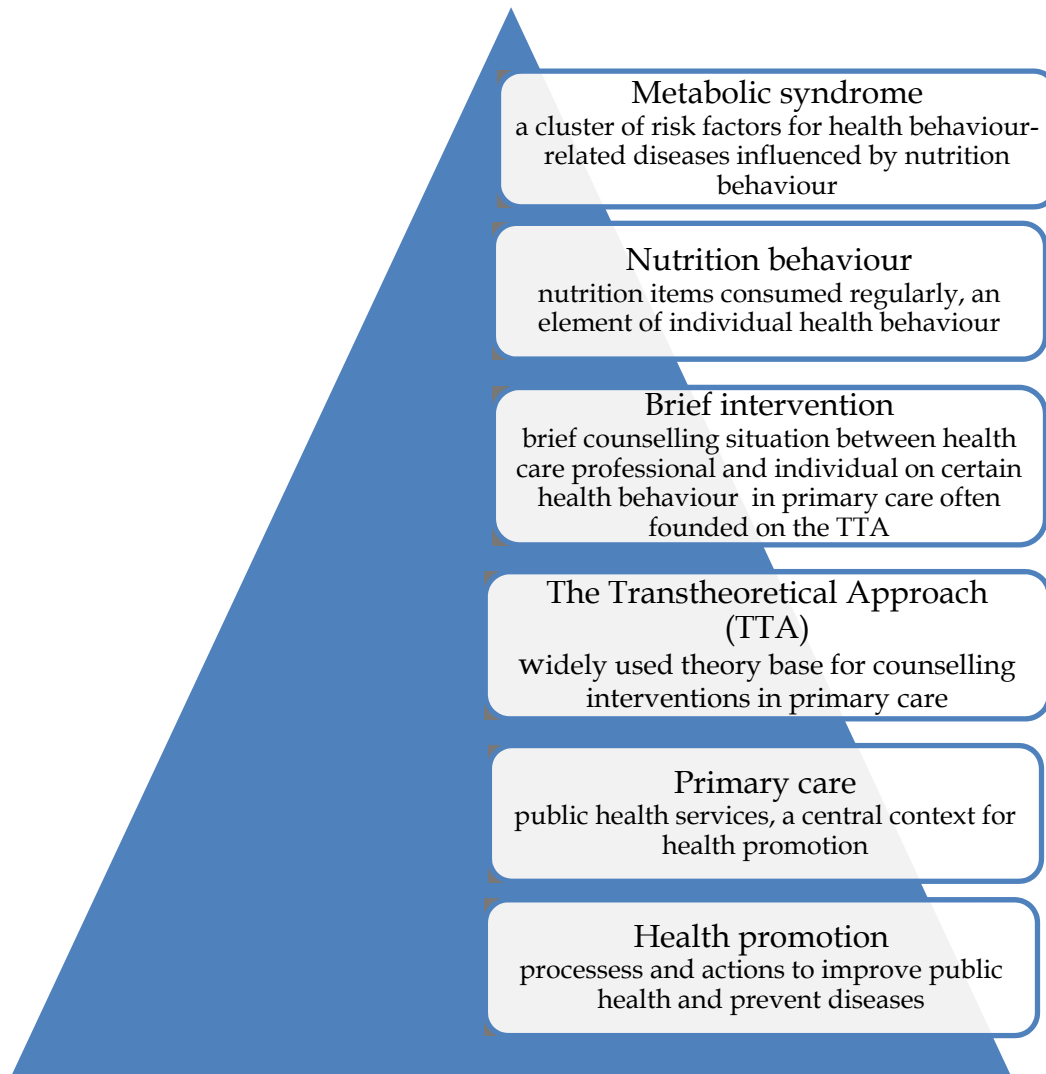 Metabolic syndrome
a cluster of risk factors for health behaviour-
related diseases influenced by nutrition
behaviour
Nutrition behaviour
nutrition items consumed regularly, an
element of individual health behaviour
Brief intervention
brief counselling situation between health
care professional and individual on certain
health behaviour in primary care often
founded on the TTA
The Transtheoretical Approach
(TTA)
widely used theory base for counselling
interventions in primary care
Primary care
public health services, a central context for
health promotion
Health promotion
processess and actions to improve public
health and prevent diseases